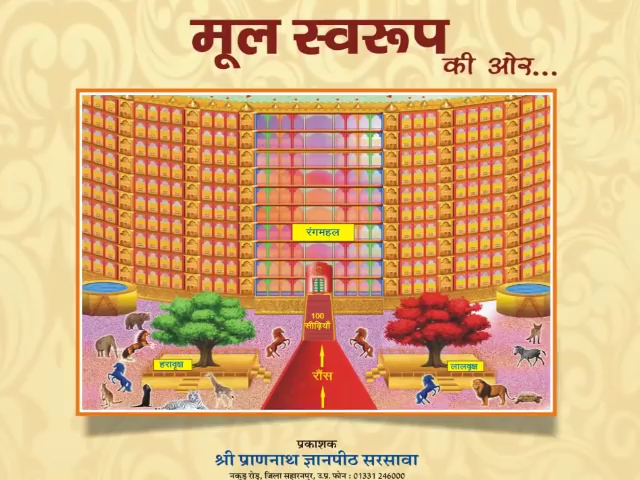 मूल स्वरूप
की ओर...
रंगमहल
100
सीढ़ियाँ
हरावृक्ष
लालवृक्ष
रौंस
प्रकाशक
श्री प्राणनाथ ज्ञानपीठ सरसावा
नकुड़ रोड़, जिला सहारनपुर, उ.प्र. फोन : 01331 246000